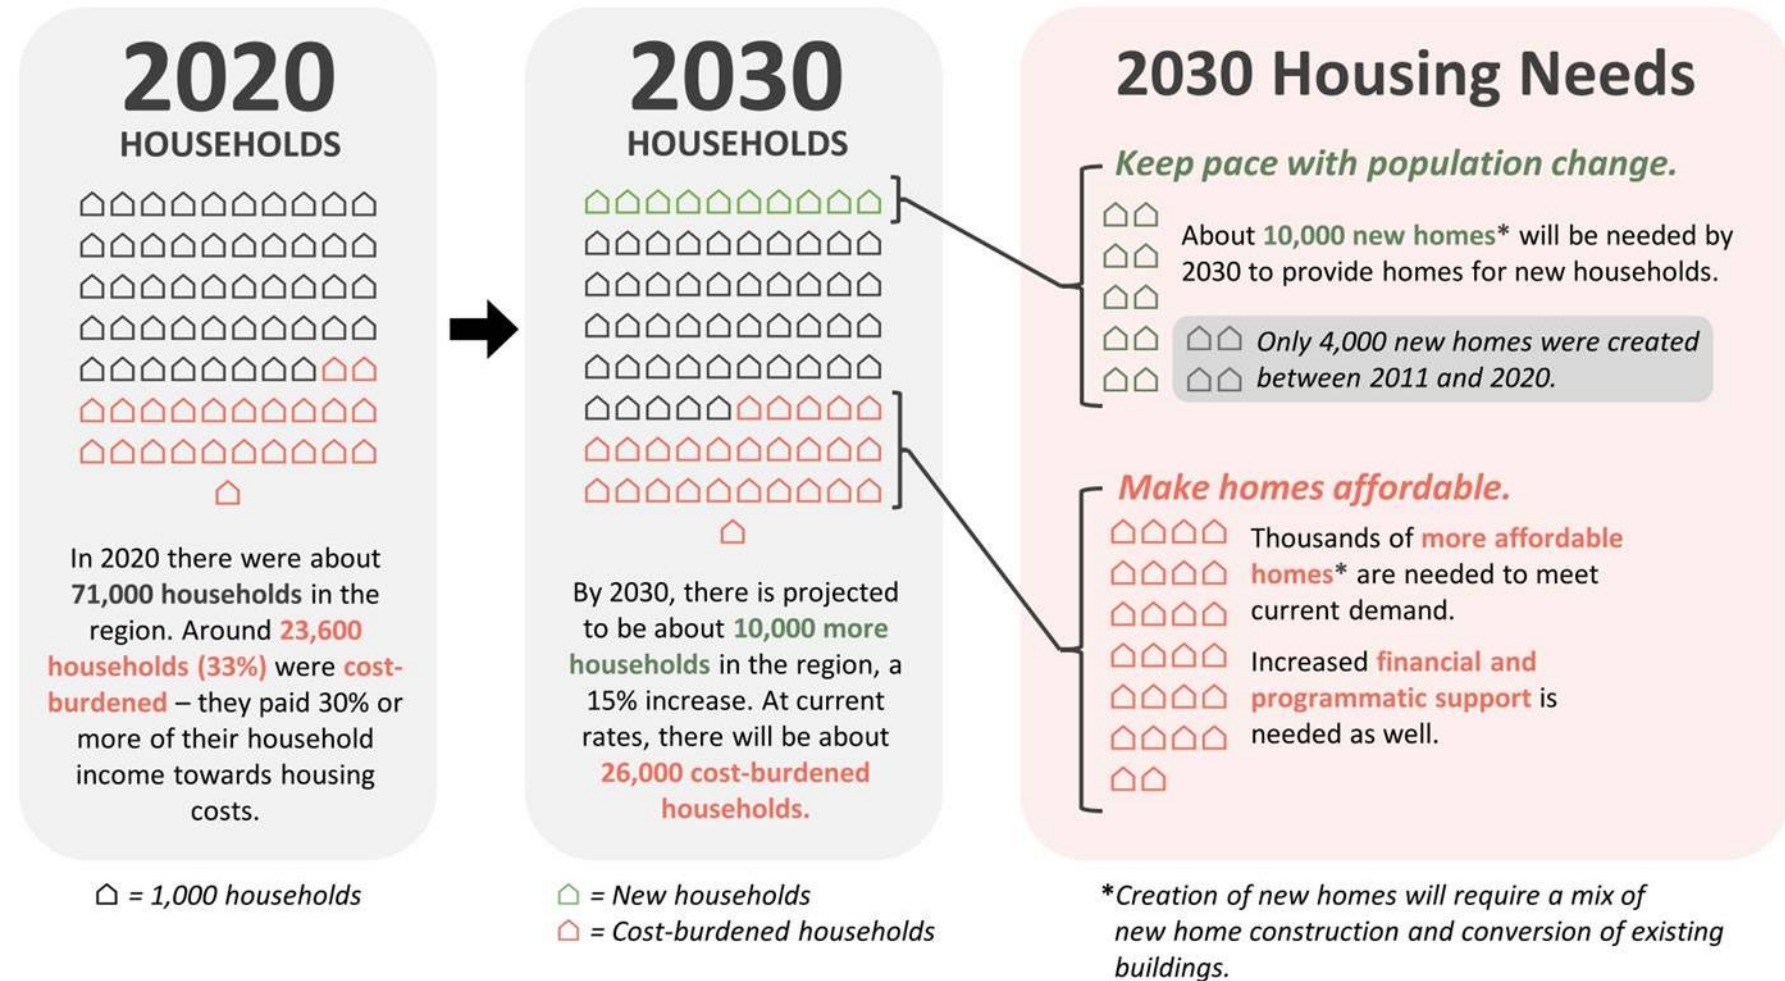 2020
HOUSEHOLDS
In 2020 there were about
71,000 households in the
region. Around 23,600
households (33%) were cost-
burdened – they paid 30% or
more of their household
income towards housing
costs.
= 1,000 households
2030
HOUSEHOLDS
By 2030, there is projected
to be about 10,000 more
households in the region, a
15% increase. At current
rates, there will be about
26,000 cost-burdened
households.
= New households
= Cost-burdened households
2030 Housing Needs
Keep pace with population change.
About 10,000 new homes* will be needed by
2030 to provide homes for new households.
Only 4,000 new homes were created
between 2011 and 2020.
Make homes affordable.
Thousands of more affordable
homes* are needed to meet
current demand.
Increased financial and
programmatic support is
needed as well.
*Creation of new homes will require a mix of
new home construction and conversion of existing
buildings.